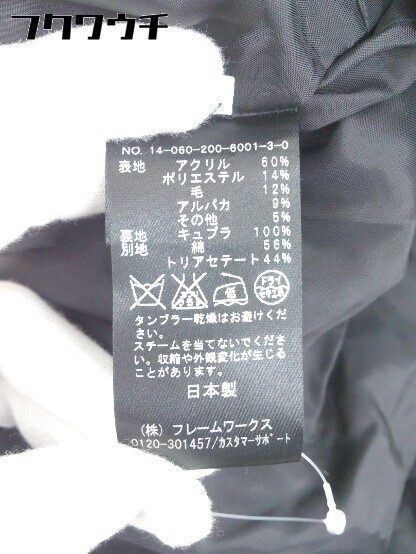 フクウウチ
NO. 14-060-200-6001-3-0
表地 アクリル 60%
ポリエステル 14%
毛 12%
アルパカ 9%
その他 5%
裏地 キュプラ 100%
別地 綿 56%
トリアセテート 44%
低 ドライ セキユ系
タンブラー乾燥はお避けくだ
さい。
スチームを当てないでくださ
い。収縮や外観変化が生じる
ことがあります。
日本製
(株) フレームワークス
0120-301457/カスタマーサポート